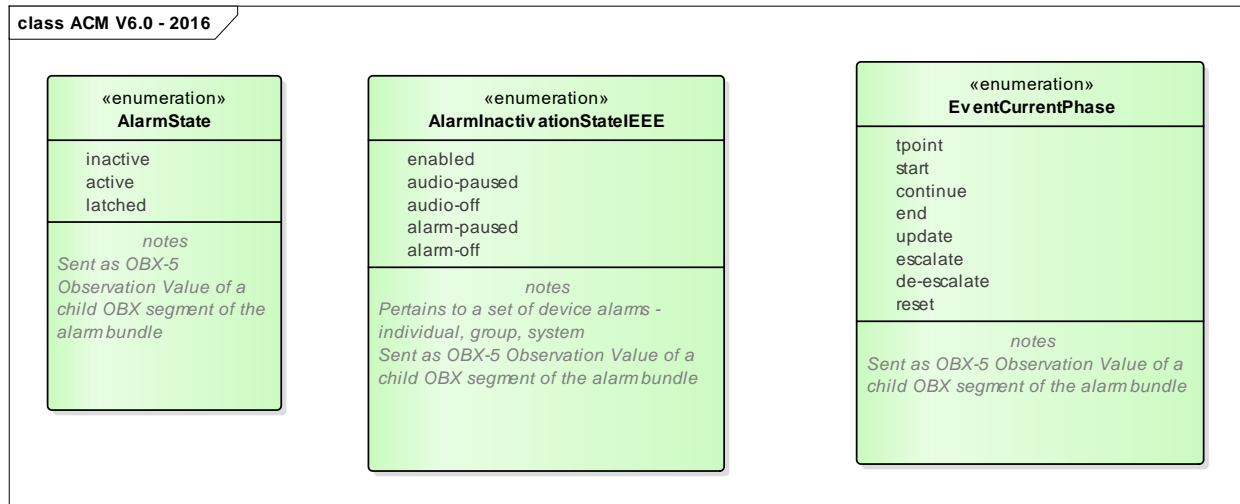 class ACM V6.0 - 2016
«enumeration»
AlarmState
inactive
active
latched
notes
Sent as OBX-5
Observation Value of a
child OBX segment of the
alarm bundle
«enumeration»
AlarmInactivationStateIEEE
enabled
audio-paused
audio-off
alarm-paused
alarm-off
notes
Pertains to a set of device alarms -
individual, group, system
Sent as OBX-5 Observation Value of a
child OBX segment of the alarm bundle
«enumeration»
EventCurrentPhase
tpoint
start
continue
end
update
escalate
de-escalate
reset
notes
Sent as OBX-5 Observation Value of a
child OBX segment of the alarm bundle